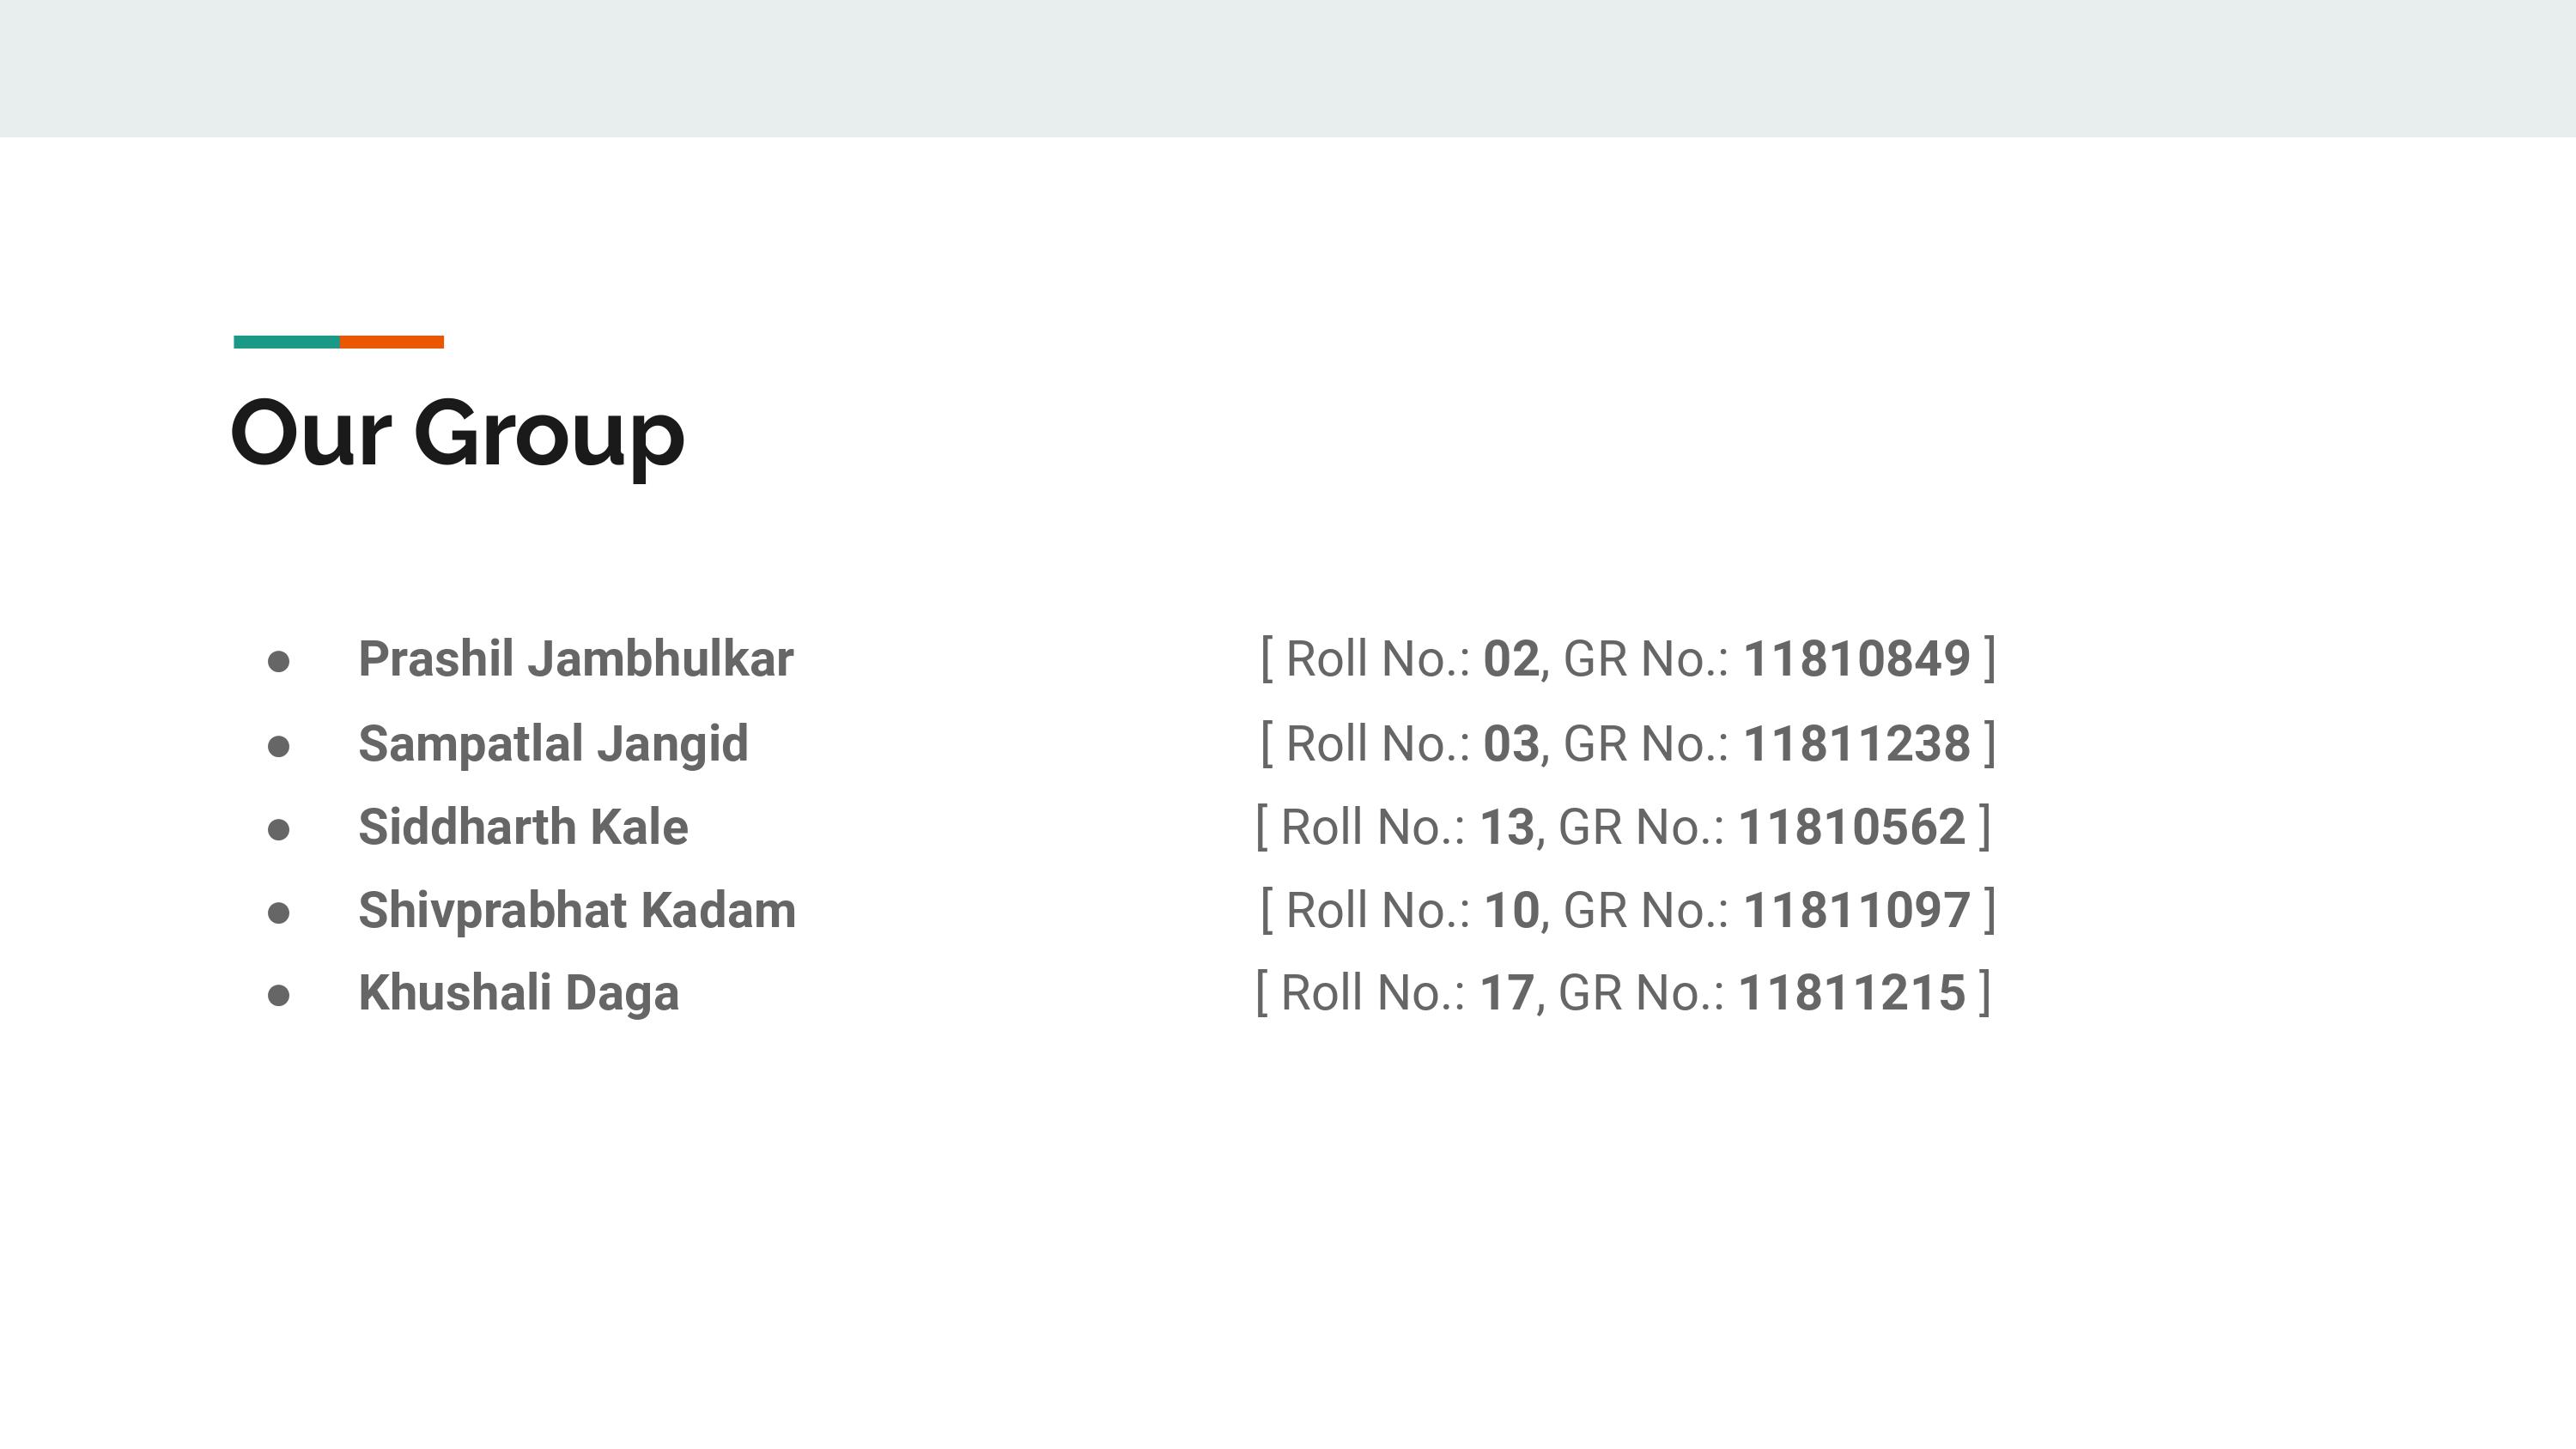 Our Group
● Prashil Jambhulkar [ Roll No.: 02, GR No.: 11810849 ]
● Sampatlal Jangid [ Roll No.: 03, GR No.: 11811238 ]
● Siddharth Kale [ Roll No.: 13, GR No.: 11810562 ]
● Shivprabhat Kadam [ Roll No.: 10, GR No.: 11811097 ]
● Khushali Daga [ Roll No.: 17, GR No.: 11811215 ]